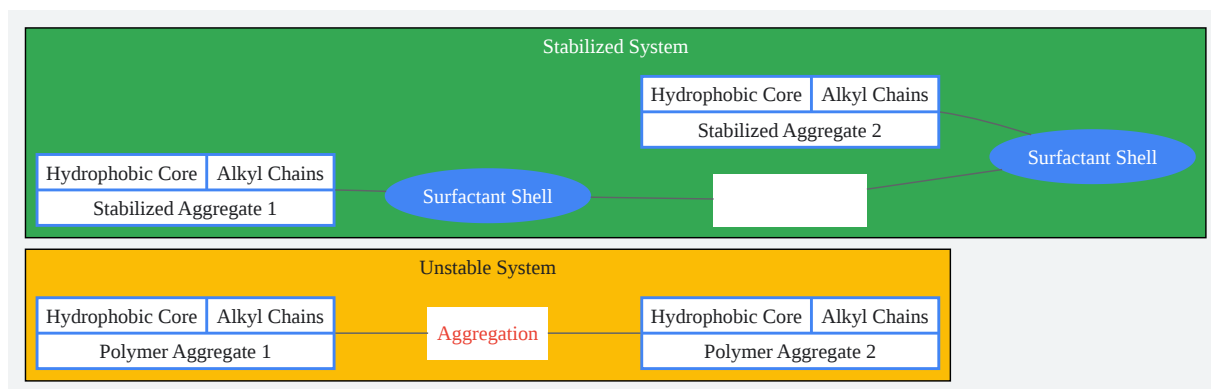 Stabilized System
Hydrophobic Core
Alkyl Chains
Stabilized Aggregate 2
Surfactant Shell
Hydrophobic Core
Alkyl Chains
Stabilized Aggregate 1
Surfactant Shell
Unstable System
Hydrophobic Core
Alkyl Chains
Polymer Aggregate 1
Aggregation
Hydrophobic Core
Alkyl Chains
Polymer Aggregate 2